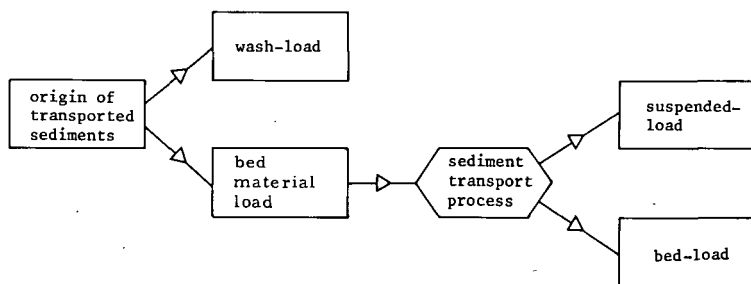 wash-load
origin of
transported
sediments
bed
material
load
sediment
transport
process
suspended-
load
bed-load